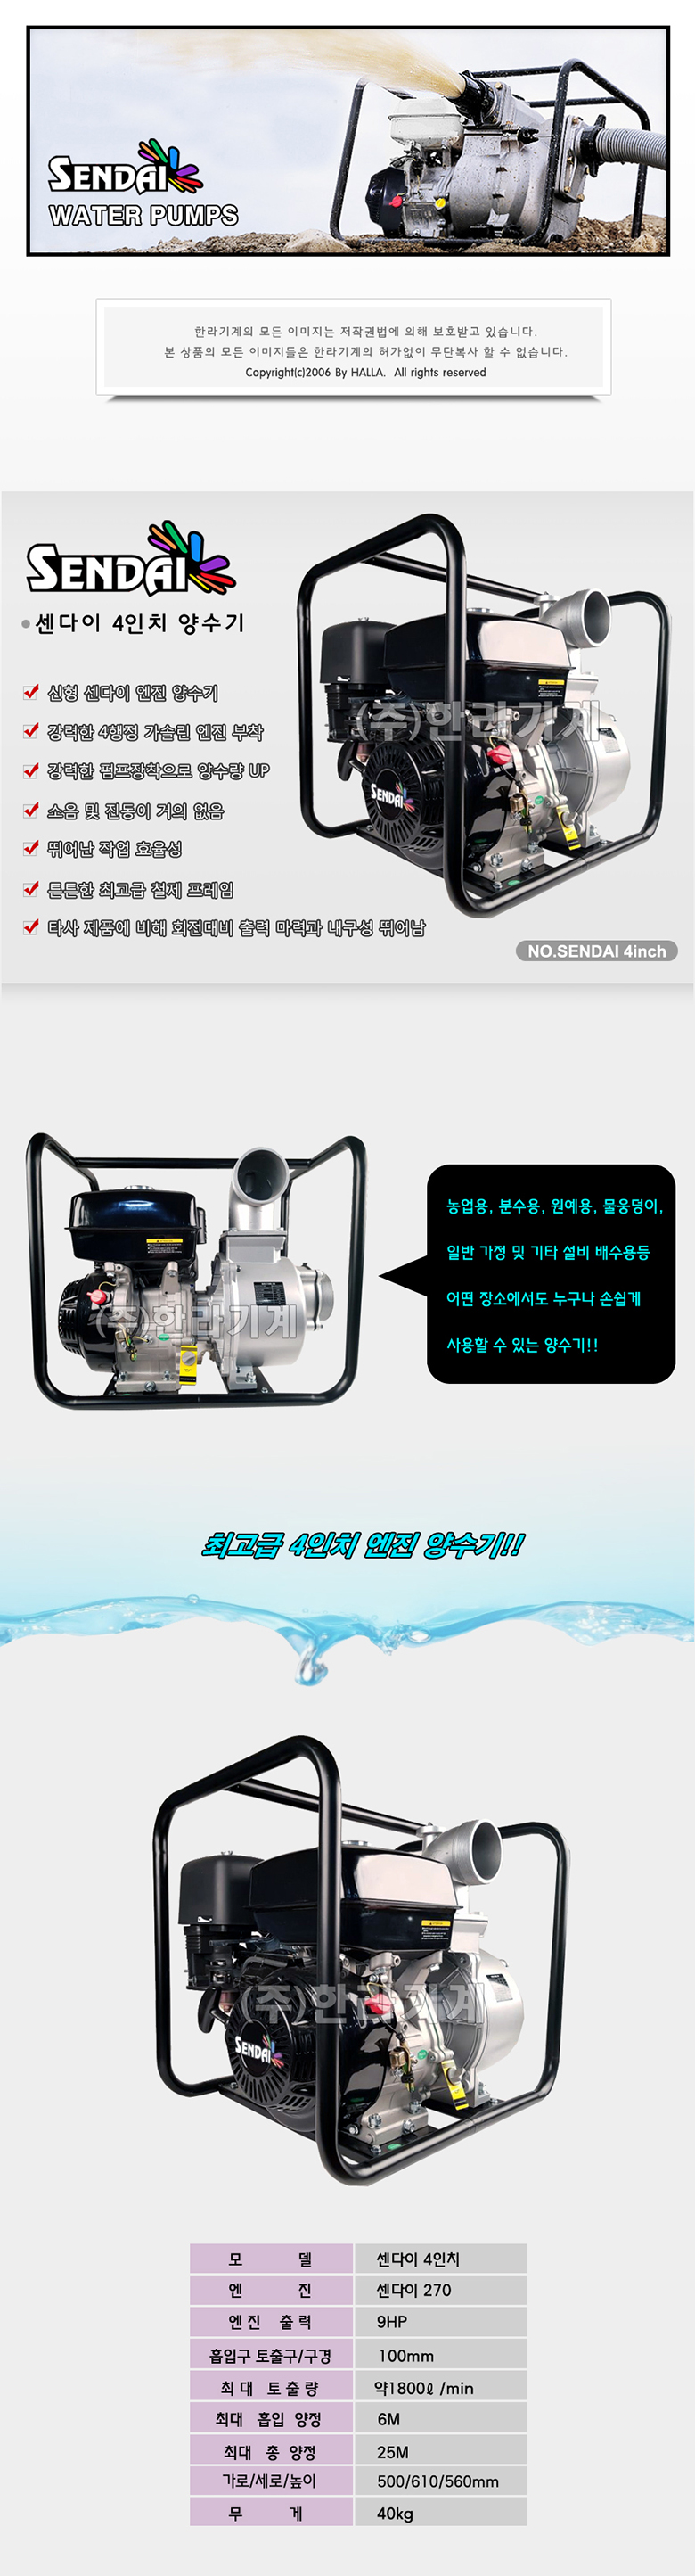 SENDAI
WATER PUMPS
한라기계의 모든 이미지는 저작권법에 의해 보호받고 있습니다.
본 상품의 모든 이미지들은 한라기계의 허가없이 무단복사 할 수 없습니다.
Copyright(c)2006 By HALLA. All rights reserved
SENDAI
센다이 4인치 양수기
신형 센다이 엔진 양수기
강력한 4행정 가솔린 엔진 부착
강력한 펌프장착으로 양수량 UP
소음 및 진동이 거의 없음
뛰어난 작업 효율성
튼튼한 최고급 철제 프레임
타사 제품에 비해 회전대비 출력 마력과 내구성 뛰어남
(주)한라기계
SENDAI
NO.SENDAI 4inch
(주)한라기계
농업용, 분수용, 원예용, 물웅덩이,
일반 가정 및 기타 설비 배수용등
어떤 장소에서도 누구나 손쉽게
사용할 수 있는 양수기!!
최고급 4인치 엔진 양수기!!
(주)한라기계
SENDAI
모 델 센다이 4인치
엔 진 센다이 270
엔진 출력 9HP
흡입구 토출구/구경 100mm
최대 토출량 약1800ℓ /min
최대 흡입 양정 6M
최대 총 양정 25M
가로/세로/높이 500/610/560mm
무 게 40kg